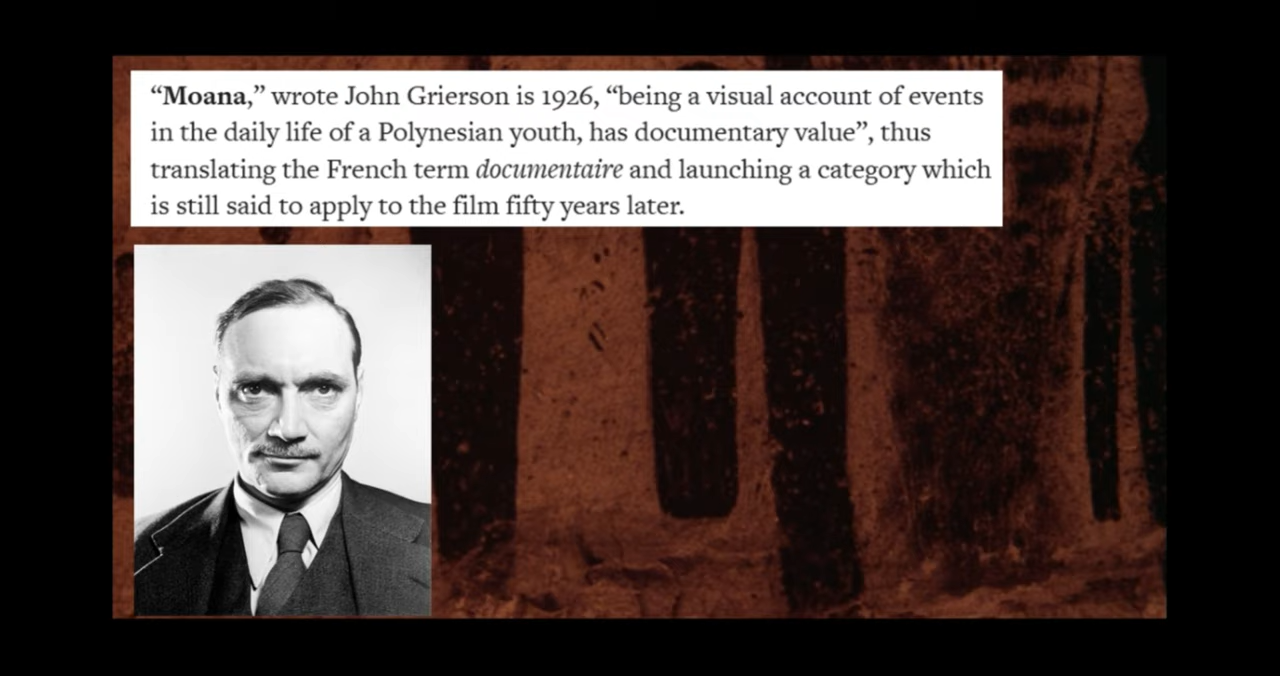 “Moana,” wrote John Grierson is 1926, “being a visual account of events
in the daily life of a Polynesian youth, has documentary value”, thus
translating the French term documentaire and launching a category which
is still said to apply to the film fifty years later.